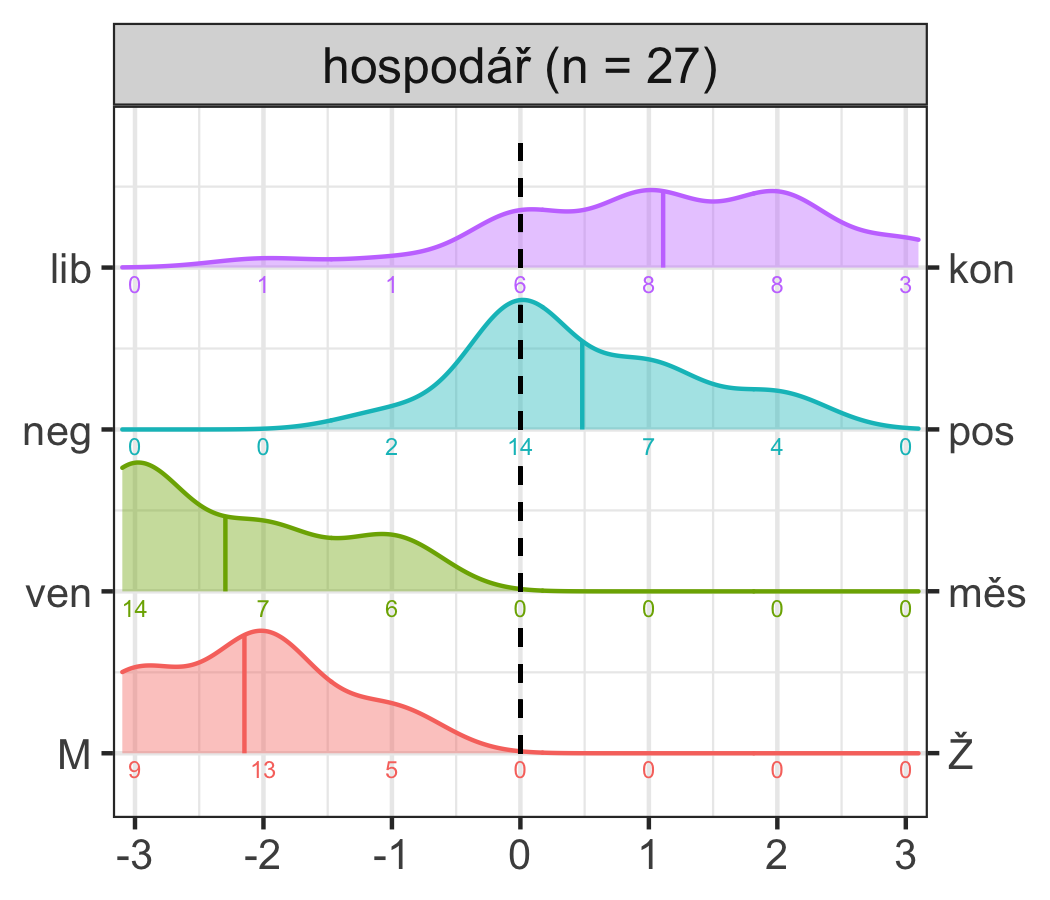 hospodář (n = 27)
lib kon
0 1 1 6 8 8 3
neg pos
0 0 2 14 7 4 0
ven měs
14 7 6 0 0 0 0
M Ž
9 13 5 0 0 0 0
-3 -2 -1 0 1 2 3